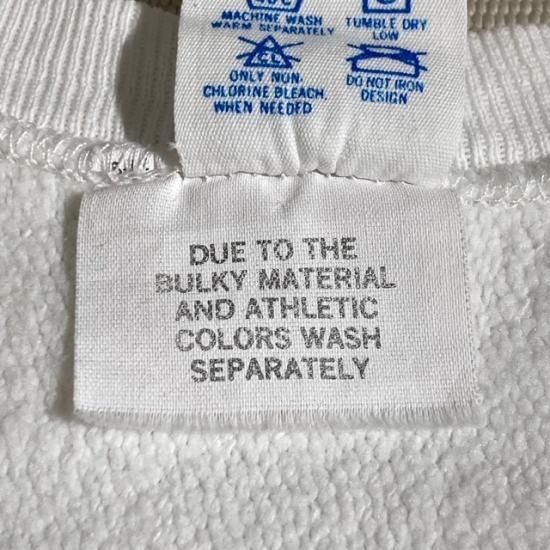 MACHINE WASH
WARM SEPARATELY
TUMBLE DRY
LOW
CL
ONLY NON-
CHLORINE BLEACH,
WHEN NEEDED
DO NOT IRON
DESIGN
DUE TO THE
BULKY MATERIAL
AND ATHLETIC
COLORS WASH
SEPARATELY